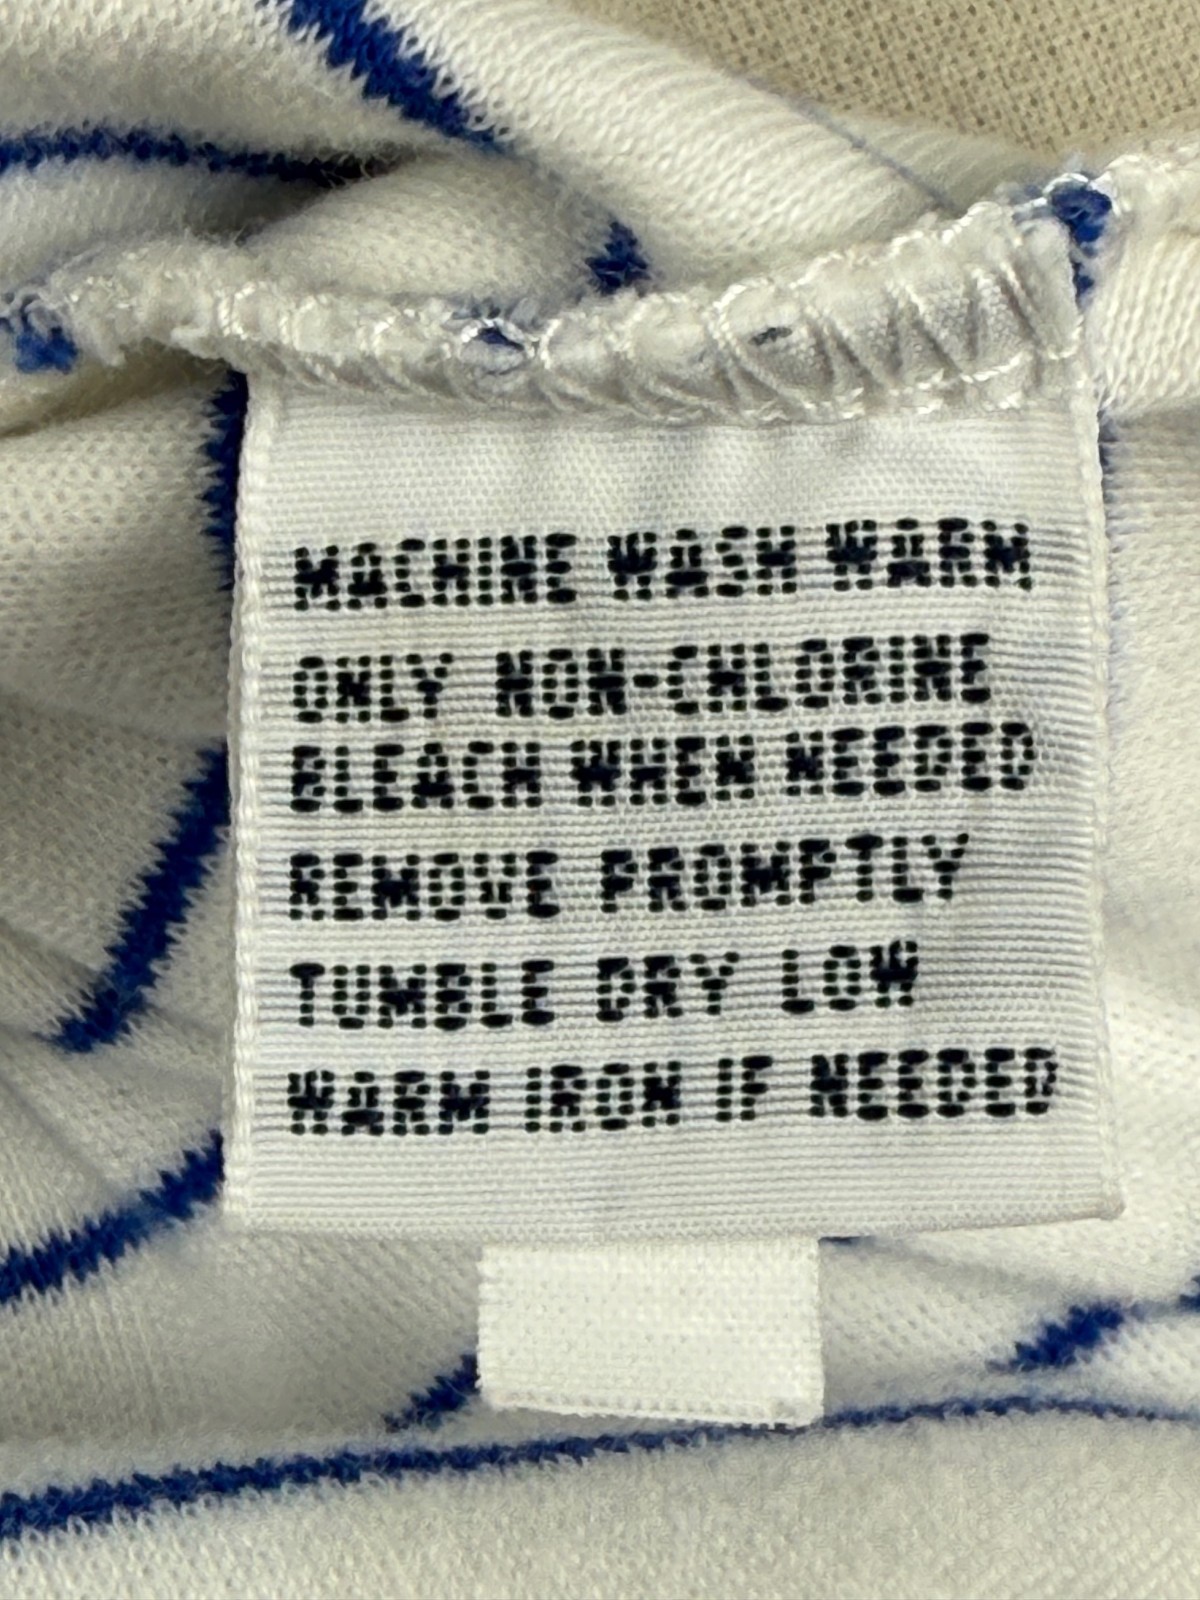 MACHINE WASH WARM
ONLY NON-CHLORINE
BLEACH WHEN NEEDED
REMOVE PROMPTLY
TUMBLE DRY LOW
WARM IRON IF NEEDED